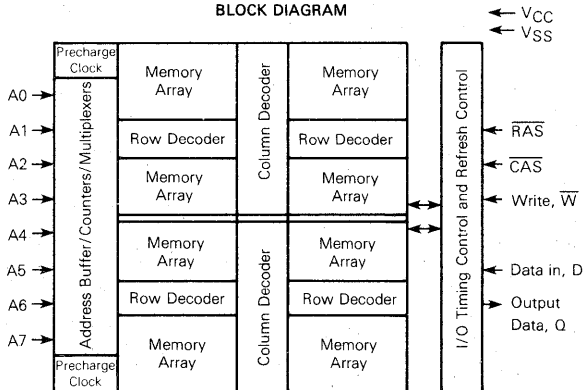 BLOCK DIAGRAM
VCC
VSS
Precharge
Clock
Memory
Array
Column Decoder
Memory
Array
A0
A1
A2
A3
A4
A5
A6
A7
Address Buffer/Counters/Multiplexers
Row Decoder
Row Decoder
Memory
Array
Memory
Array
Memory
Array
Column Decoder
Memory
Array
Row Decoder
Row Decoder
Memory
Array
Memory
Array
Precharge
Clock
I/O Timing Control and Refresh Control
R̅A̅S̅
C̅A̅S̅
Write, W̅
Data in, D
Output
Data, Q